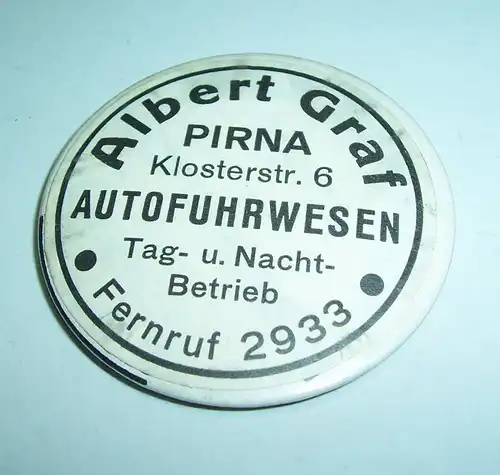 Albert Graf
PIRNA
Klosterstr. 6
AUTOFUHRWESEN
Tag- u. Nacht-
Betrieb
Fernruf 2933